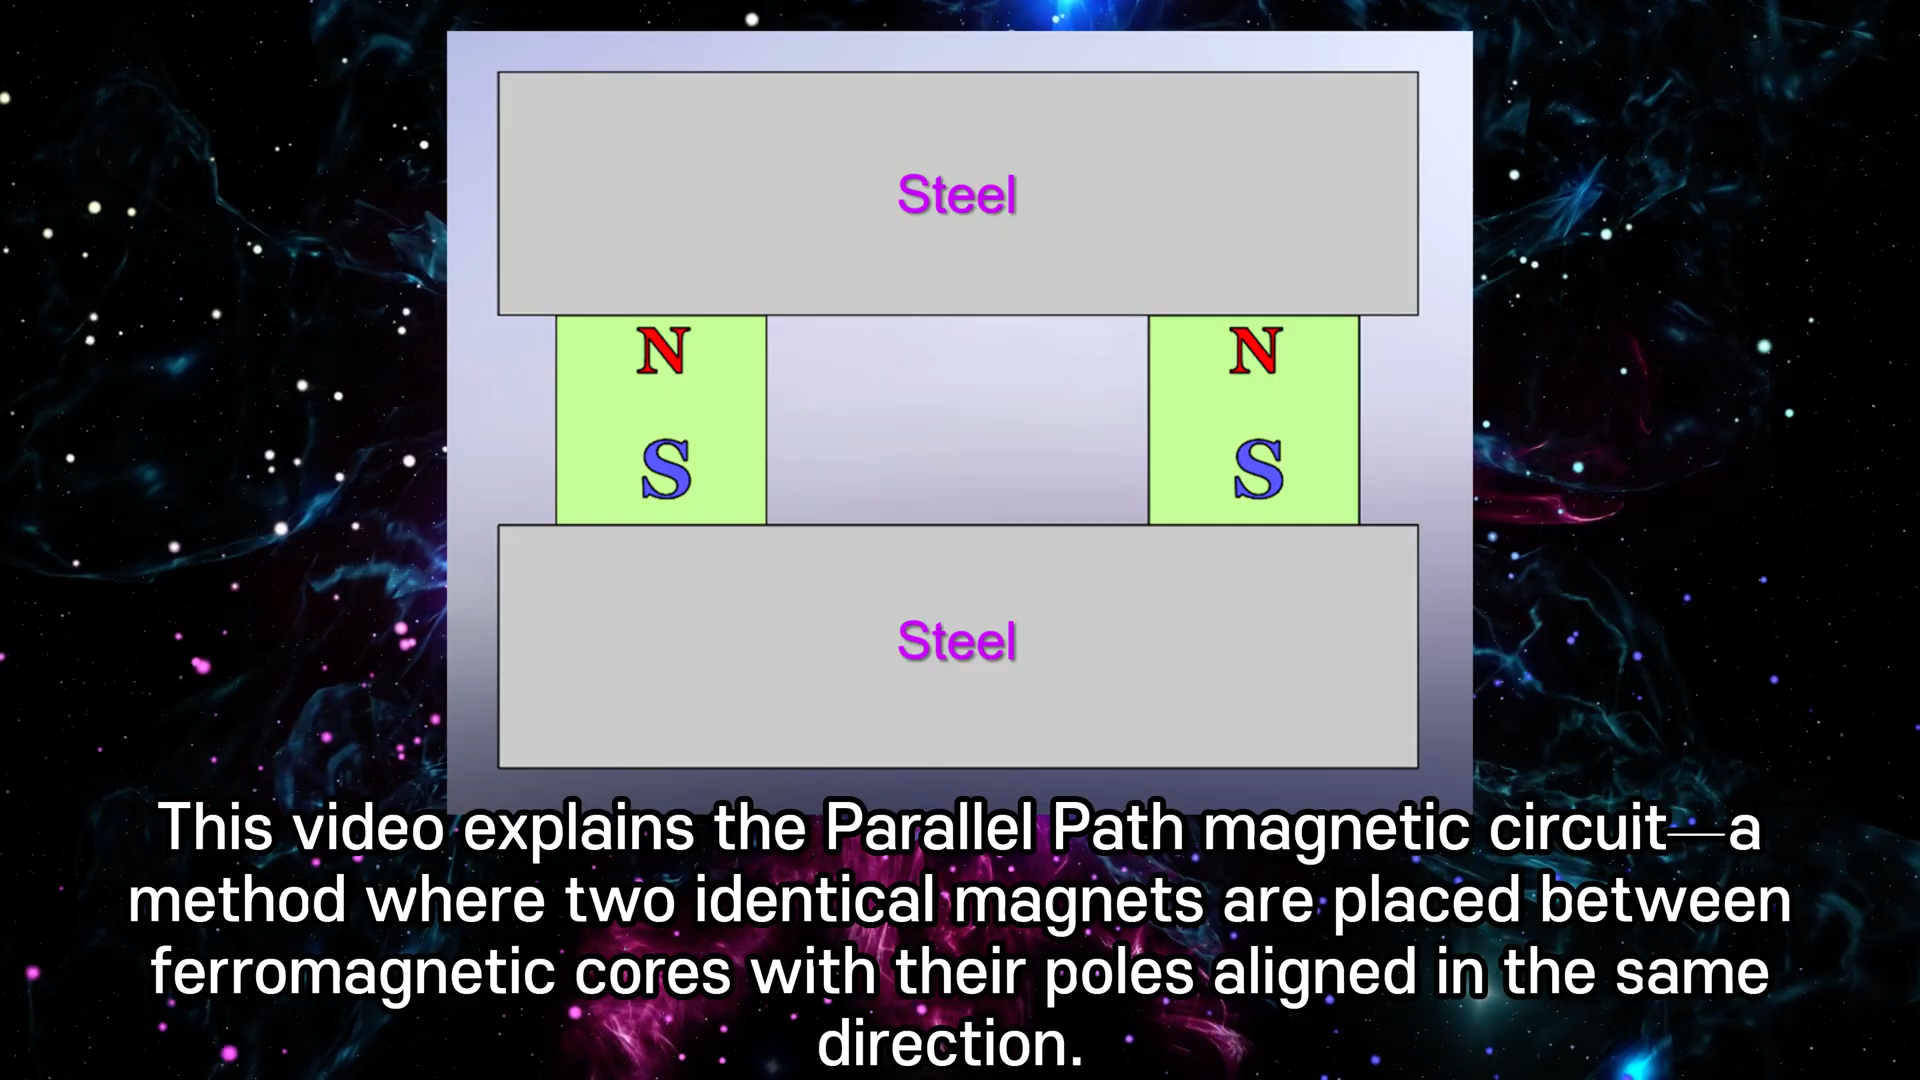 Steel
N N
S S
Steel
This video explains the Parallel Path magnetic circuit—a
method where two identical magnets are placed between
ferromagnetic cores with their poles aligned in the same
direction.